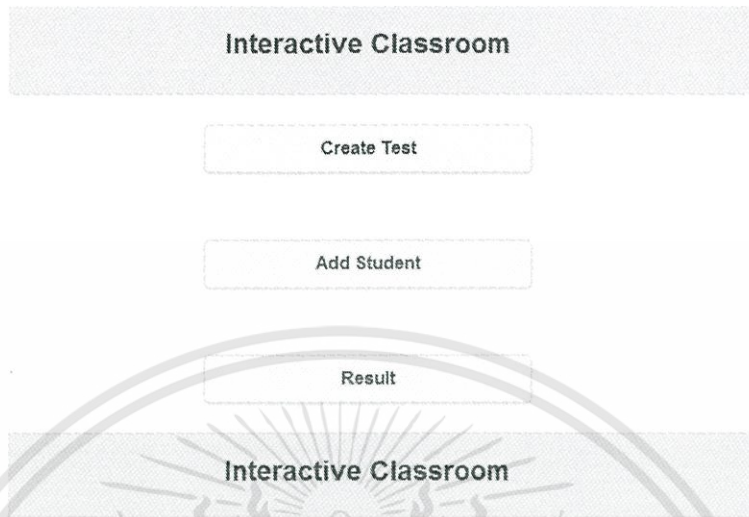 Interactive Classroom
Create Test
Add Student
Result
Interactive Classroom